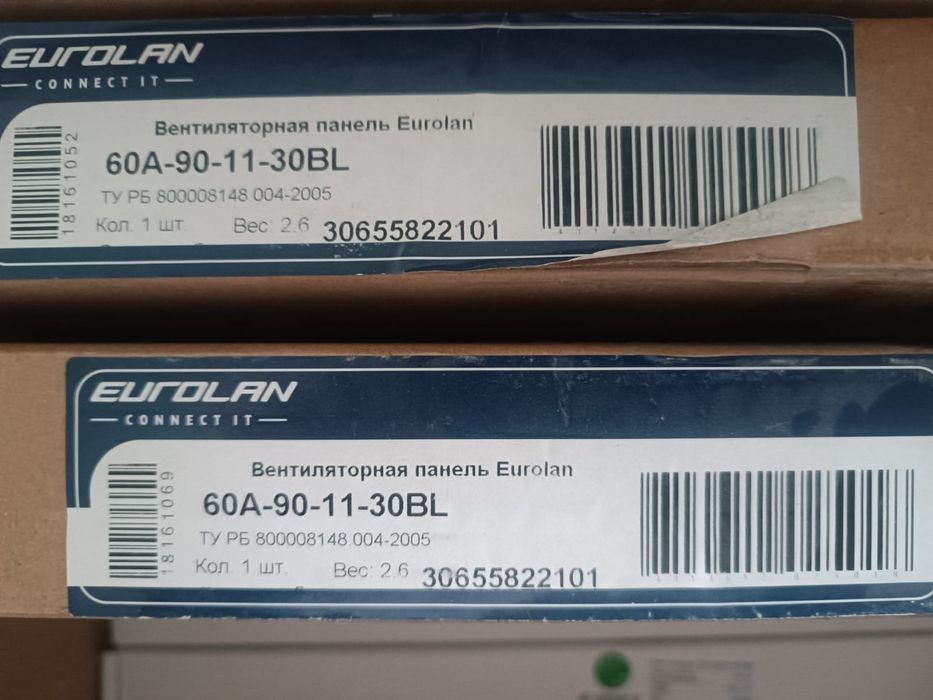 EUROLAN
CONNECT IT
18161052
Вентиляторная панель Eurolan
60A-90-11-30BL
ТУ РБ 800008148.004-2005
Кол. 1 шт. Вес: 2.6 30655822101
EUROLAN
CONNECT IT
18161069
Вентиляторная панель Eurolan
60A-90-11-30BL
ТУ РБ 800008148.004-2005
Кол. 1 шт. Вес: 2.6 30655822101